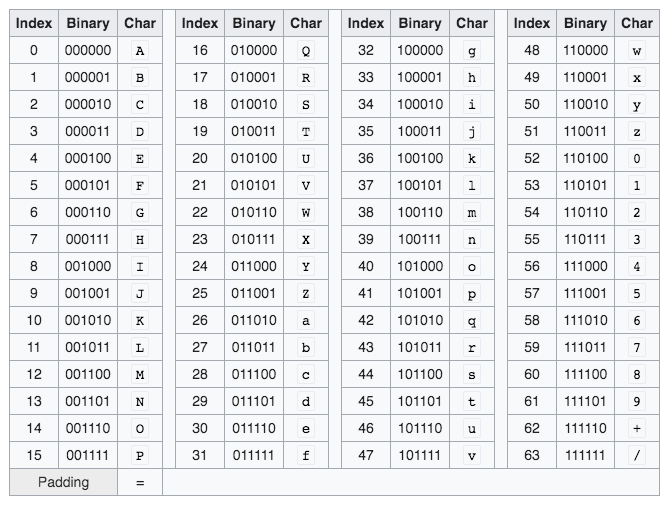 Index Binary Char Index Binary Char Index Binary Char Index Binary Char
0 000000 A 16 010000 Q 32 100000 g 48 110000 w
1 000001 B 17 010001 R 33 100001 h 49 110001 x
2 000010 C 18 010010 S 34 100010 i 50 110010 y
3 000011 D 19 010011 T 35 100011 j 51 110011 z
4 000100 E 20 010100 U 36 100100 k 52 110100 0
5 000101 F 21 010101 V 37 100101 l 53 110101 1
6 000110 G 22 010110 W 38 100110 m 54 110110 2
7 000111 H 23 010111 X 39 100111 n 55 110111 3
8 001000 I 24 011000 Y 40 101000 o 56 111000 4
9 001001 J 25 011001 Z 41 101001 p 57 111001 5
10 001010 K 26 011010 a 42 101010 q 58 111010 6
11 001011 L 27 011011 b 43 101011 r 59 111011 7
12 001100 M 28 011100 c 44 101100 s 60 111100 8
13 001101 N 29 011101 d 45 101101 t 61 111101 9
14 001110 O 30 011110 e 46 101110 u 62 111110 +
15 001111 P 31 011111 f 47 101111 v 63 111111 /
Padding =